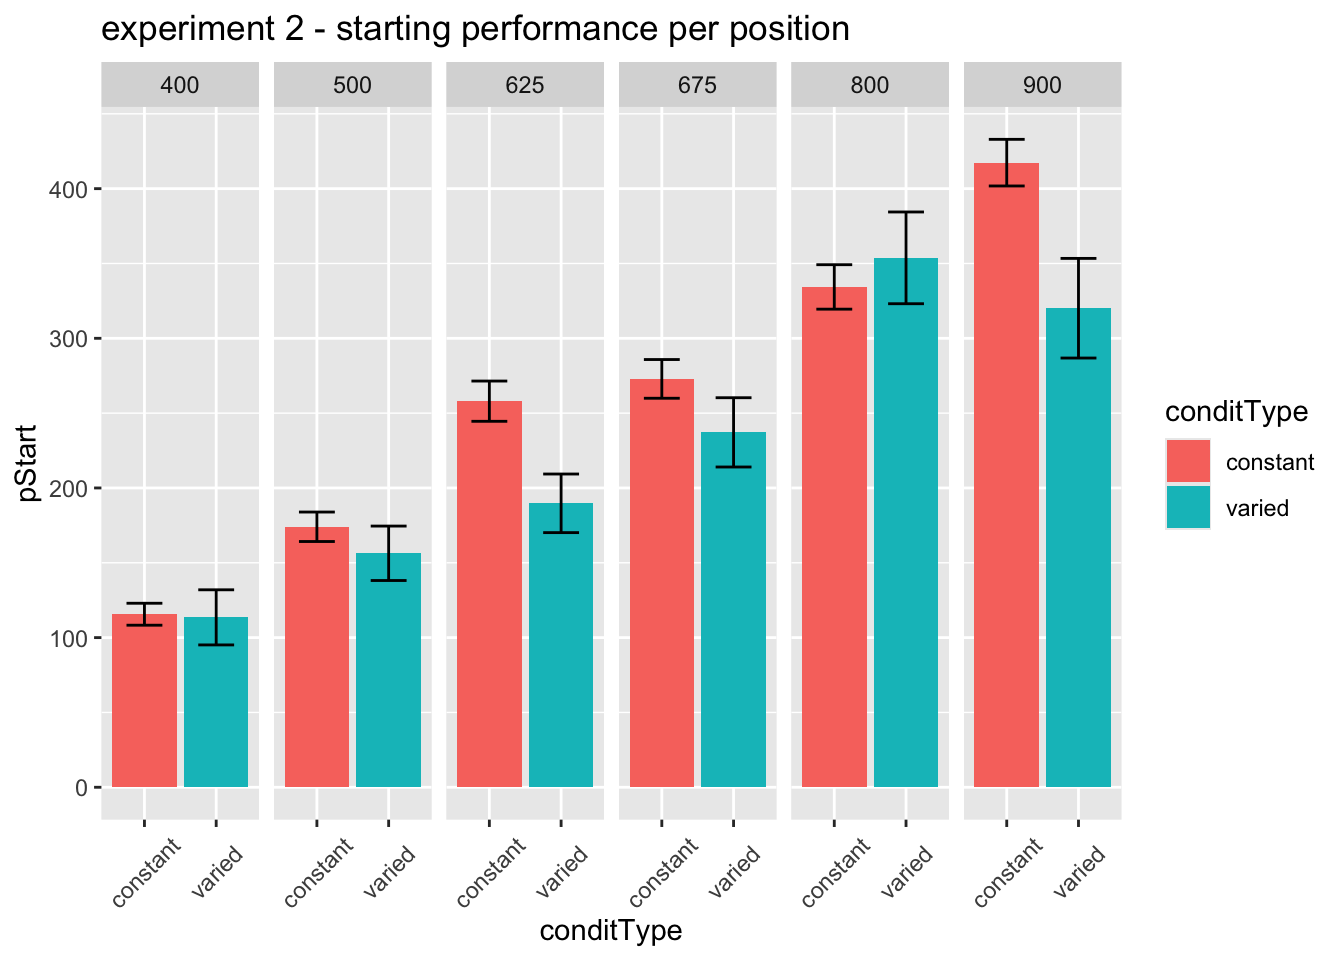 experiment 2 - starting performance per position
400 500 625 675 800 900
pStart
400
300
200
100
0
constant varied constant varied constant varied constant varied constant varied constant varied
conditType
conditType
constant
varied